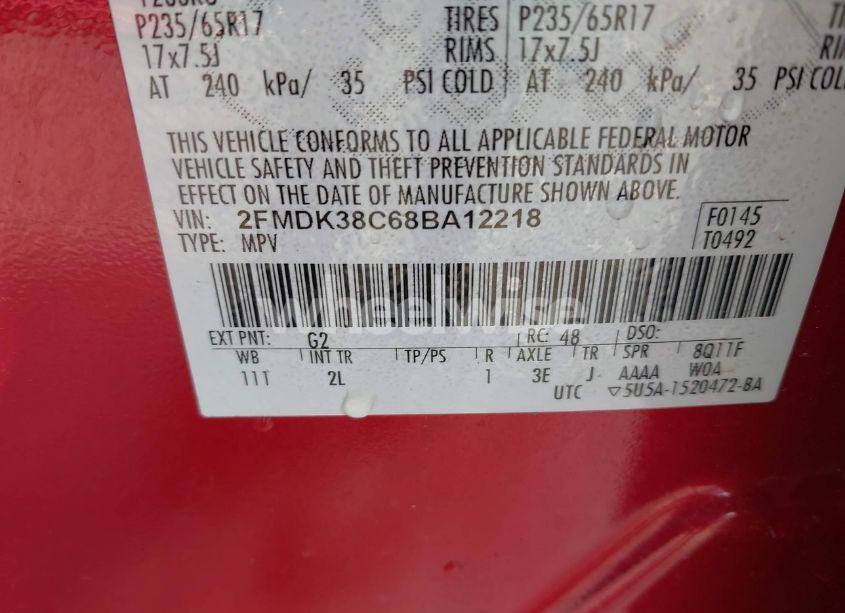 P235/65R17 TIRES P235/65R17
17x7.5J RIMS 17x7.5J
AT 240 kPa/ 35 PSI COLD AT 240 kPa/ 35 PSI COL
THIS VEHICLE CONFORMS TO ALL APPLICABLE FEDERAL MOTOR
VEHICLE SAFETY AND THEFT PREVENTION STANDARDS IN
EFFECT ON THE DATE OF MANUFACTURE SHOWN ABOVE.
VIN: 2FMDK38C68BA12218 F0145
TYPE: MPV T0492
wheelwise
EXT PNT: G2 RC: 48 DSO:
WB INT TR TP/PS R AXLE TR SPR 8Q11F
11T 2L 1 3E J AAAA W0A
UTC ▽5U5A-1520472-BA